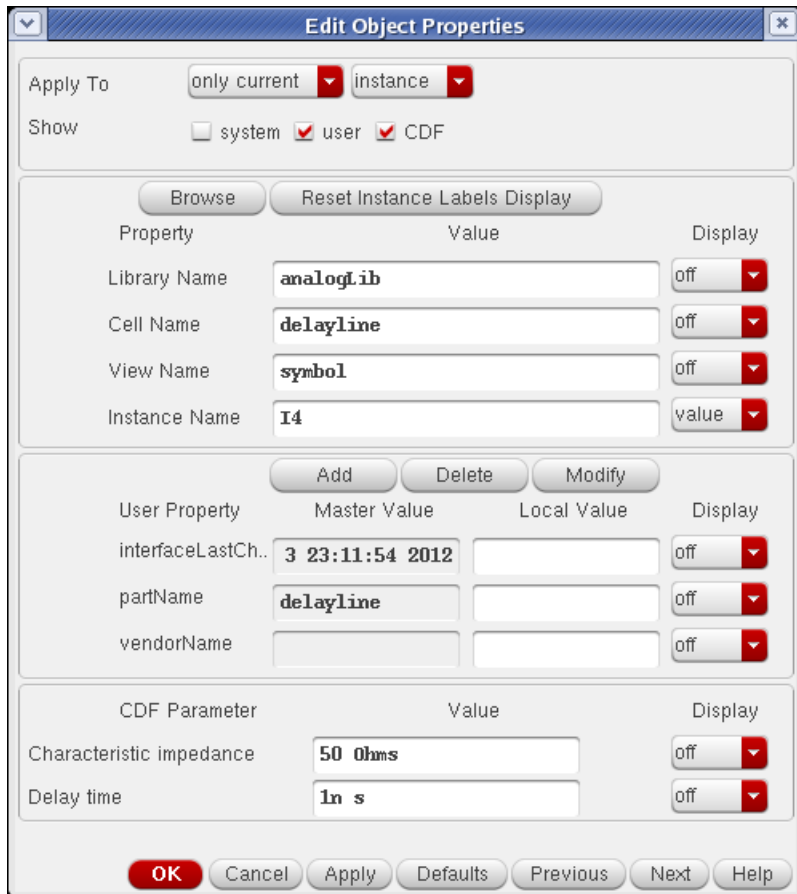 Edit Object Properties
Apply To only current instance
Show system user CDF
Browse Reset Instance Labels Display
Property Value Display
Library Name analogLib off
Cell Name delayline off
View Name symbol off
Instance Name I4 value
Add Delete Modify
User Property Master Value Local Value Display
interfaceLastCh.. 3 23:11:54 2012 off
partName delayline off
vendorName off
CDF Parameter Value Display
Characteristic impedance 50 Ohms off
Delay time 1n s off
OK Cancel Apply Defaults Previous Next Help